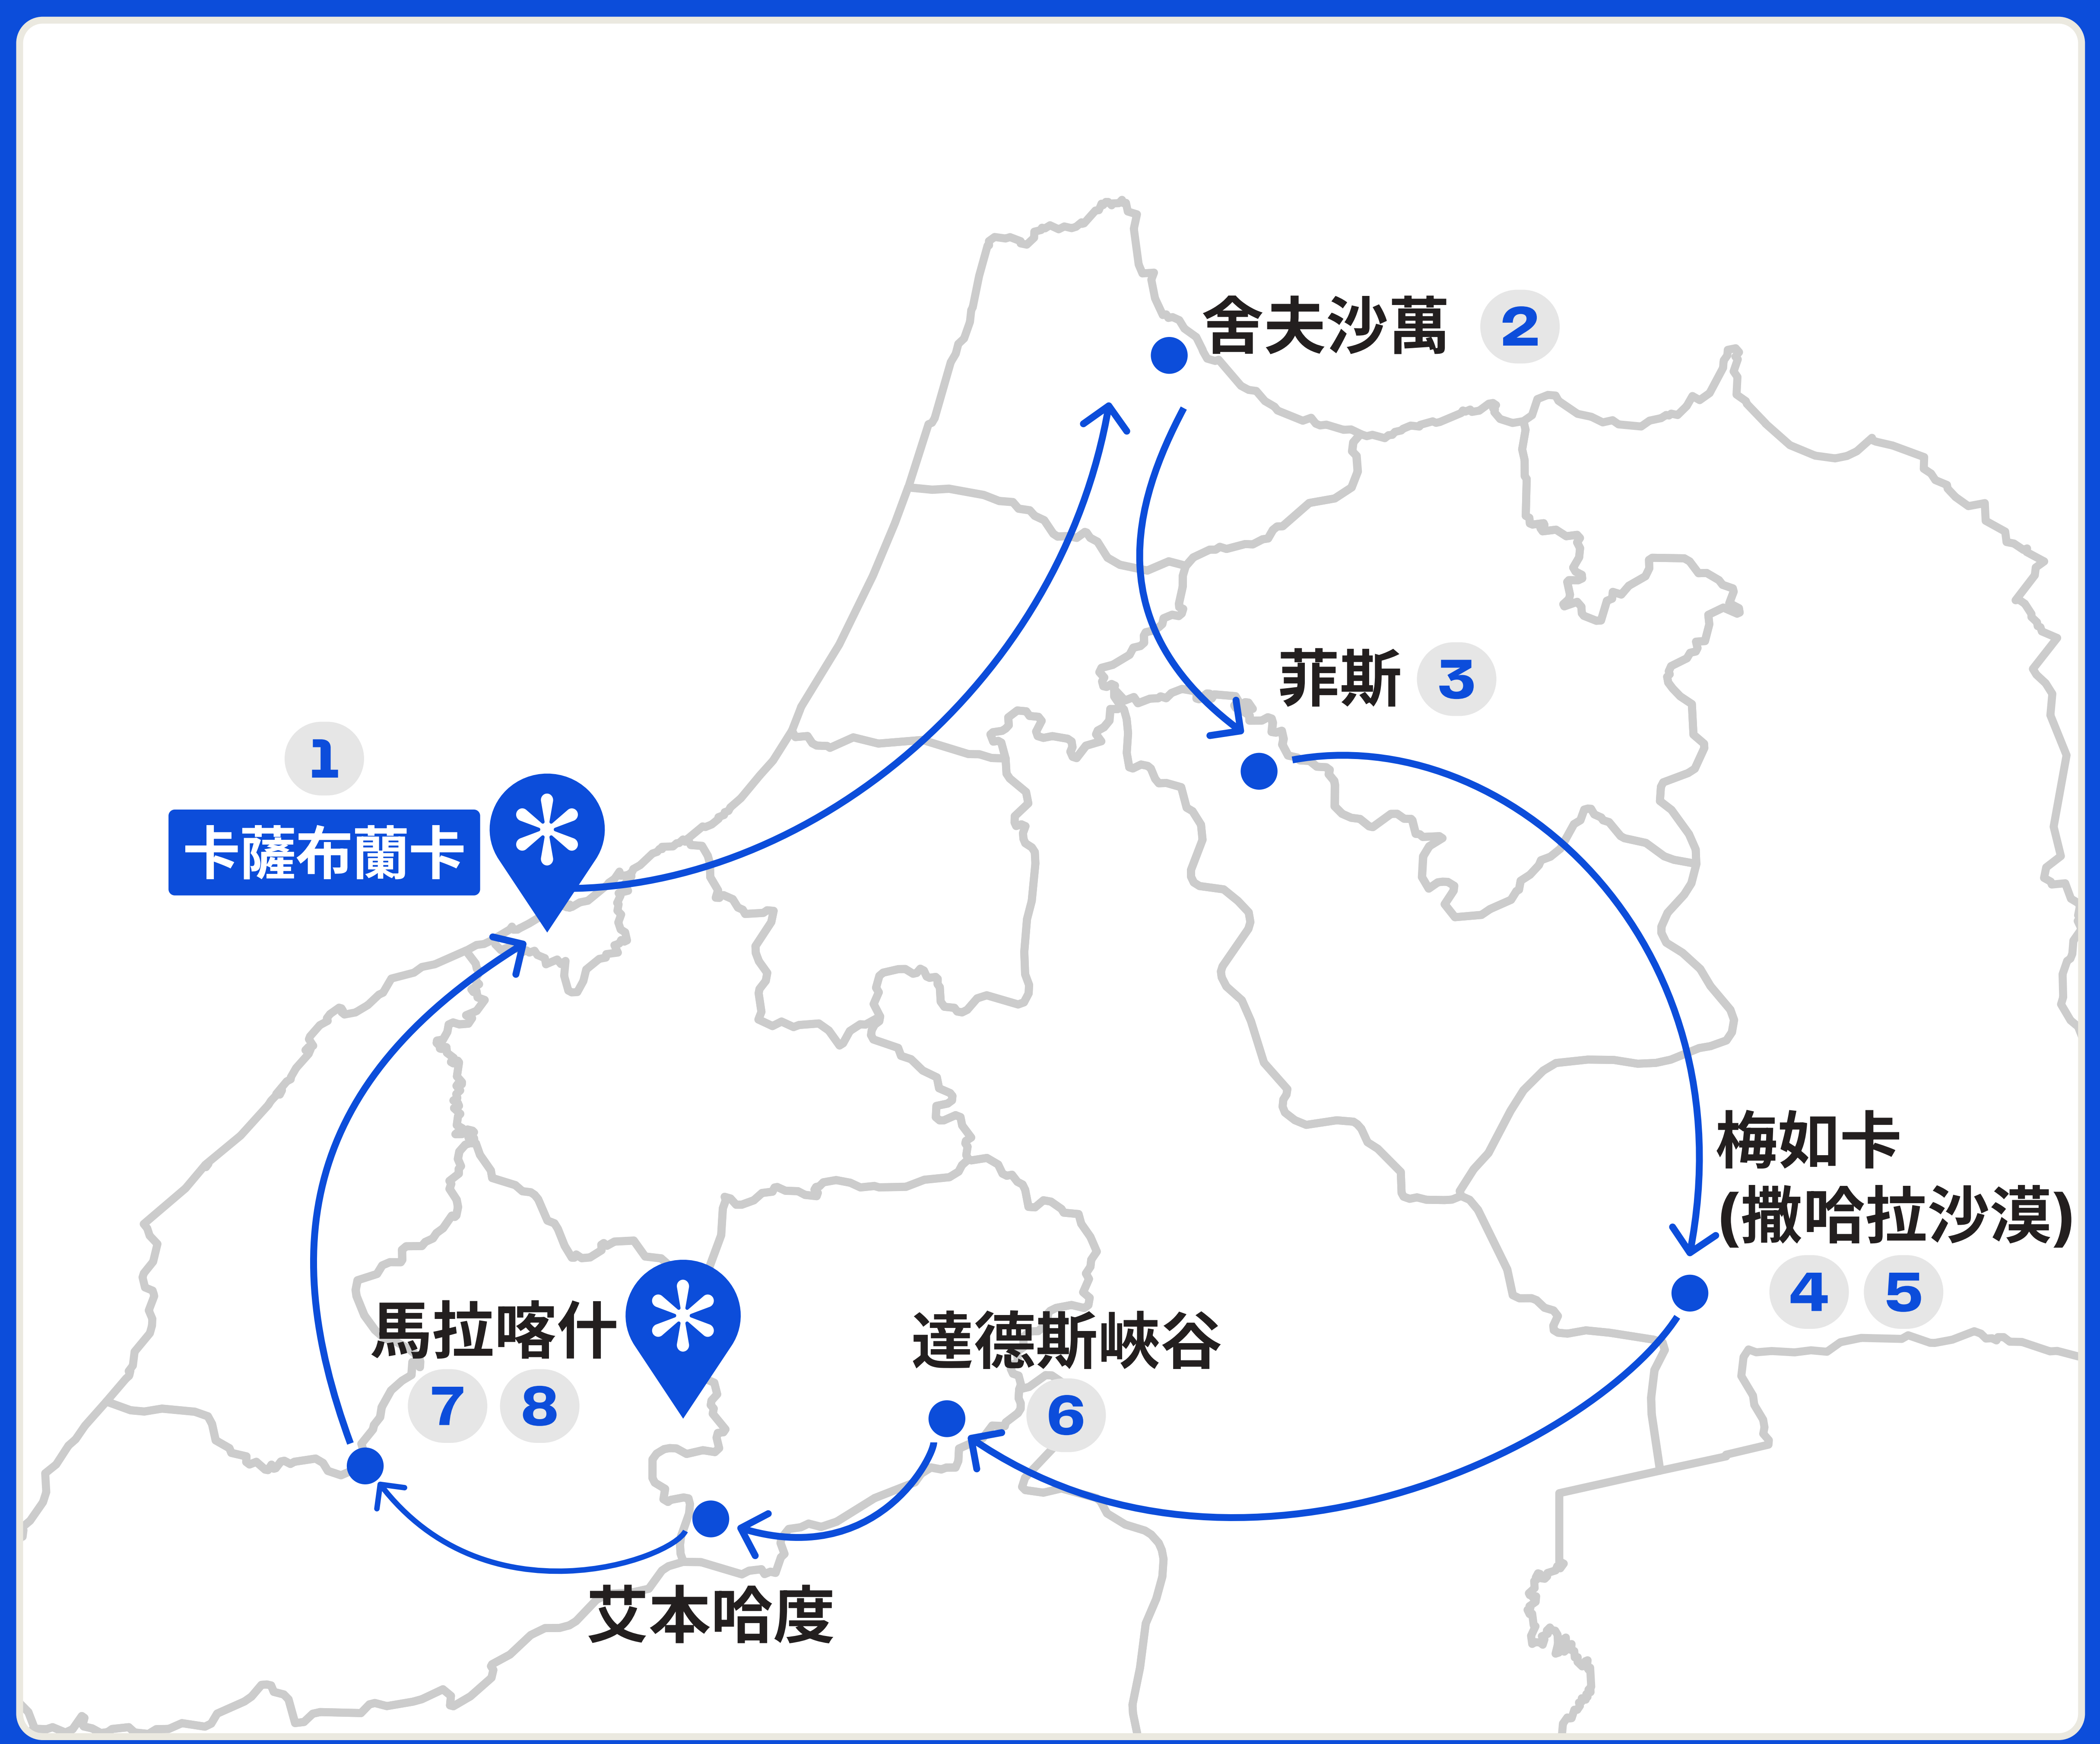 舍夫沙萬 2
菲斯 3
1
卡薩布蘭卡
梅如卡
(撒哈拉沙漠)
4 5
馬拉喀什
7 8
達德斯峽谷
6
艾本哈度